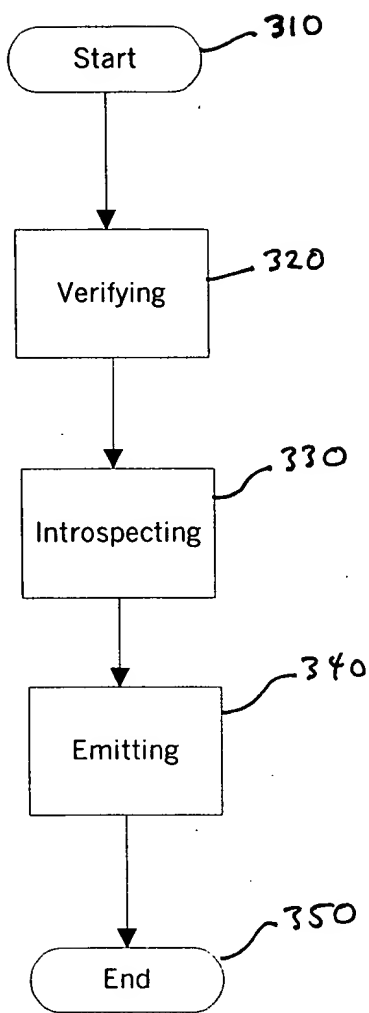 310
Start
320
Verifying
330
Introspecting
340
Emitting
350
End